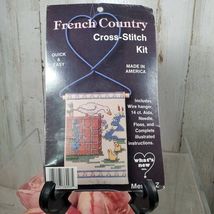 French Country
Cross-Stitch
Kit
QUICK
&
EASY
MADE IN
AMERICA
Includes:
Wire hanger,
14 ct. Aida,
Needle,
Floss, and
Complete
illustrated
instructions.
what's new